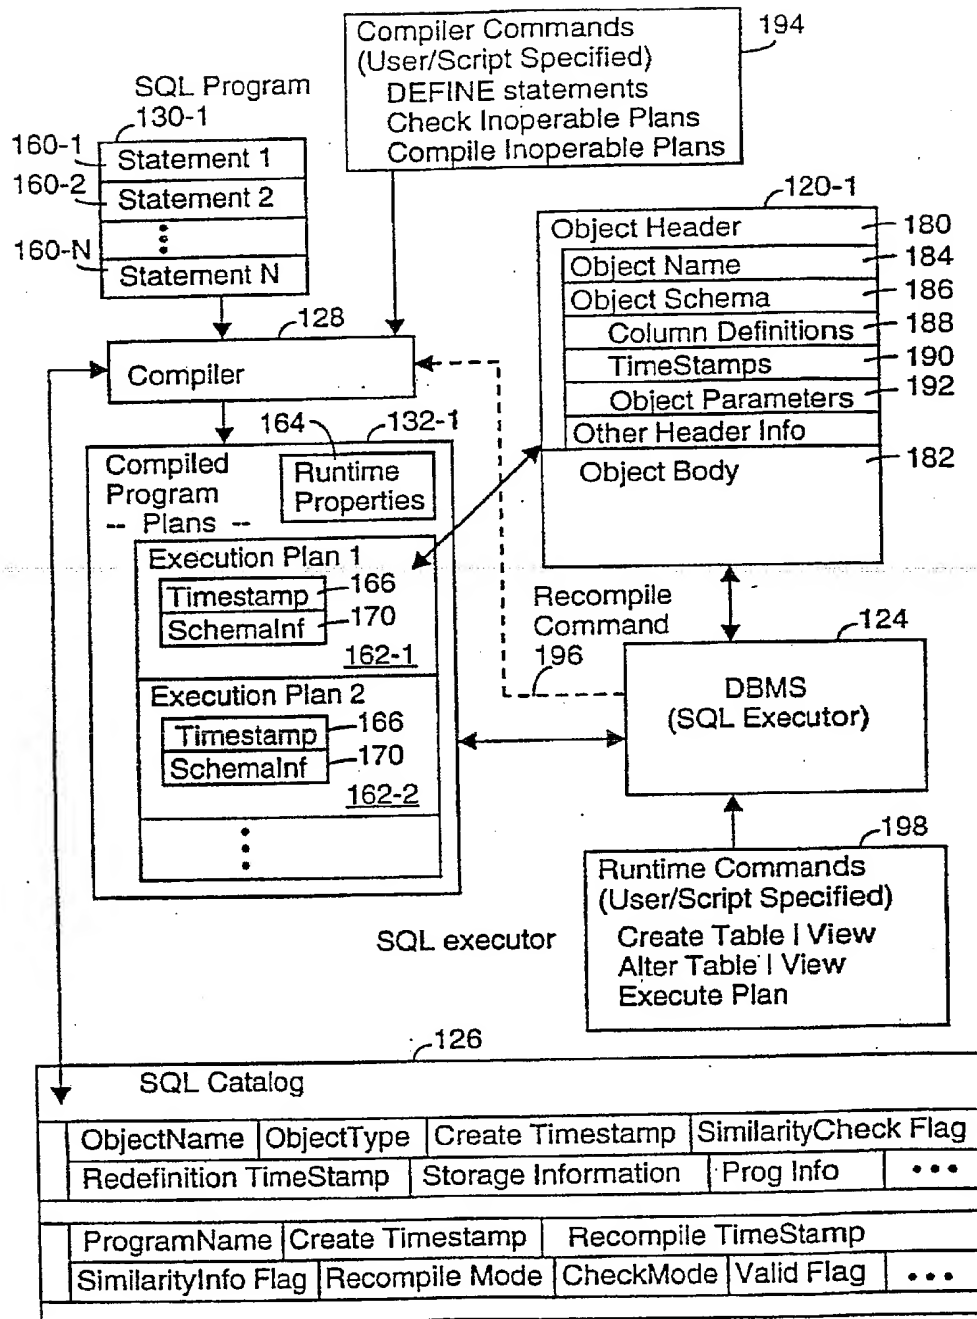 Compiler Commands
(User/Script Specified)
DEFINE statements
Check Inoperable Plans
Compile Inoperable Plans
194
SQL Program
130-1
160-1
Statement 1
160-2
Statement 2
160-N
Statement N
128
Compiler
120-1
Object Header
180
Object Name
184
Object Schema
186
Column Definitions
188
TimeStamps
190
Object Parameters
192
Other Header Info
Object Body
182
164
132-1
Compiled
Program
-- Plans --
Runtime
Properties
Execution Plan 1
Timestamp
166
SchemaInf
170
162-1
Execution Plan 2
Timestamp
166
SchemaInf
170
162-2
Recompile
Command
196
124
DBMS
(SQL Executor)
198
Runtime Commands
(User/Script Specified)
Create Table | View
Alter Table | View
Execute Plan
SQL executor
126
SQL Catalog
ObjectName ObjectType Create Timestamp SimilarityCheck Flag
Redefinition TimeStamp Storage Information Prog Info •••
ProgramName Create Timestamp Recompile TimeStamp
SimilarityInfo Flag Recompile Mode CheckMode Valid Flag •••